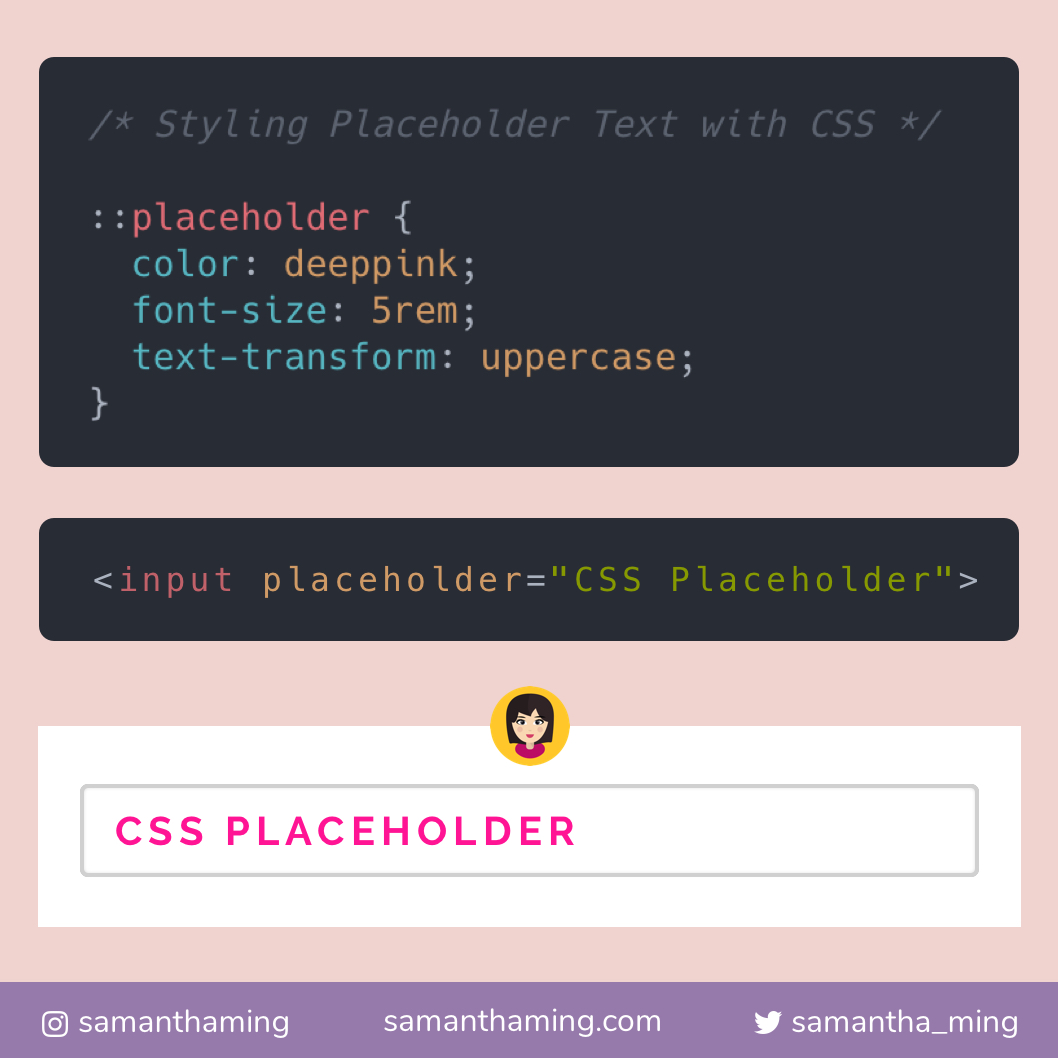 /* Styling Placeholder Text with CSS */
::placeholder {
  color: deeppink;
  font-size: 5rem;
  text-transform: uppercase;
}
<input placeholder="CSS Placeholder">
CSS PLACEHOLDER
samanthaming samanthaming.com samantha_ming